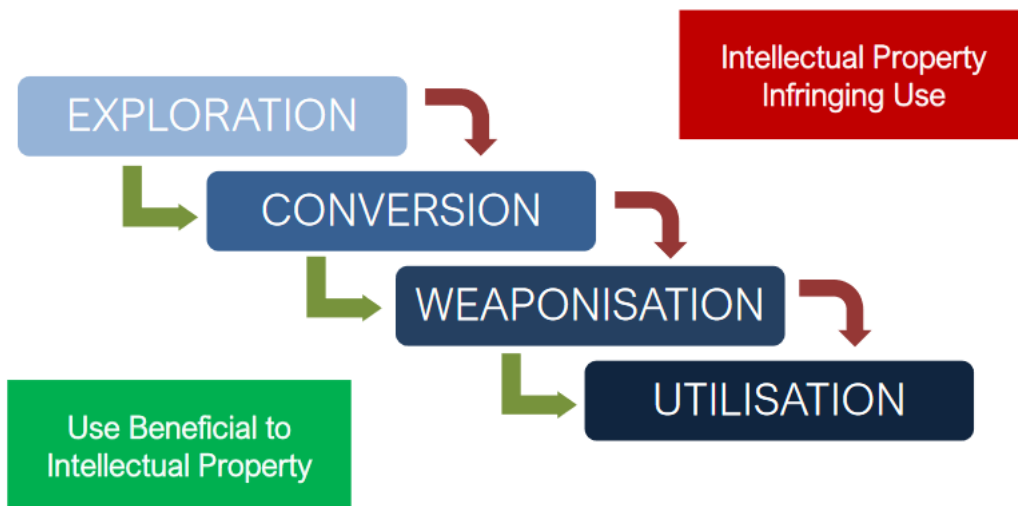 Intellectual Property
Infringing Use
EXPLORATION
CONVERSION
WEAPONISATION
UTILISATION
Use Beneficial to
Intellectual Property